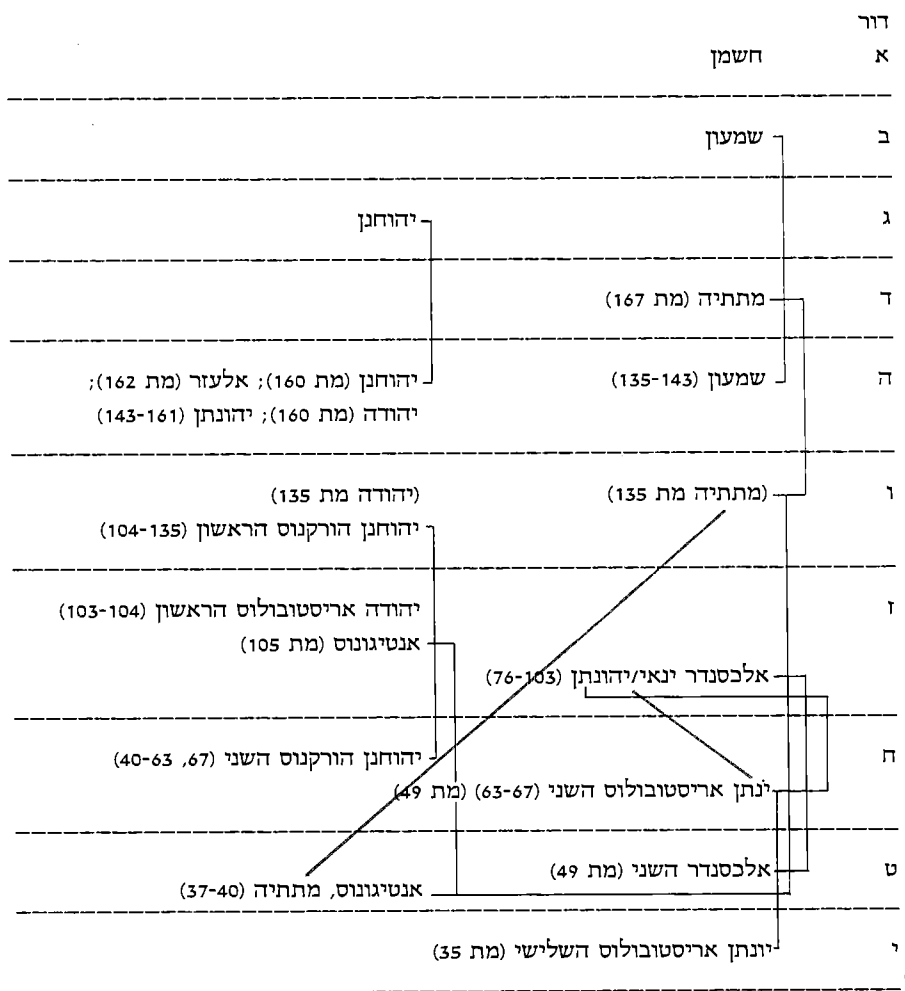 דור
א חשמן
ב שמעון
ג יהוחנן
ד מתתיה (מת 167)
ה שמעון (135-143) יהוחנן (מת 160); אלעזר (מת 162);
יהודה (מת 160); יהונתן (143-161)
ו (מתתיה מת 135) (יהודה מת 135)
יהוחנן הורקנוס הראשון (104-135)
ז יהודה אריסטובולוס הראשון (103-104)
אנטיגונוס (מת 105)
אלכסנדר ינאי/יהונתן (76-103)
ח יהוחנן הורקנוס השני (67, 40-63)
ינתן אריסטובולוס השני (63-67) (מת 49)
ט אלכסנדר השני (מת 49)
אנטיגונוס, מתתיה (37-40)
י יונתן אריסטובולוס השלישי (מת 35)